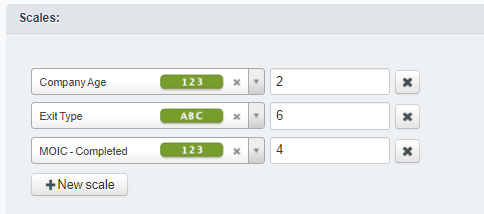 Scales:
Company Age 123 2
Exit Type ABC 6
MOIC - Completed 123 4
New scale